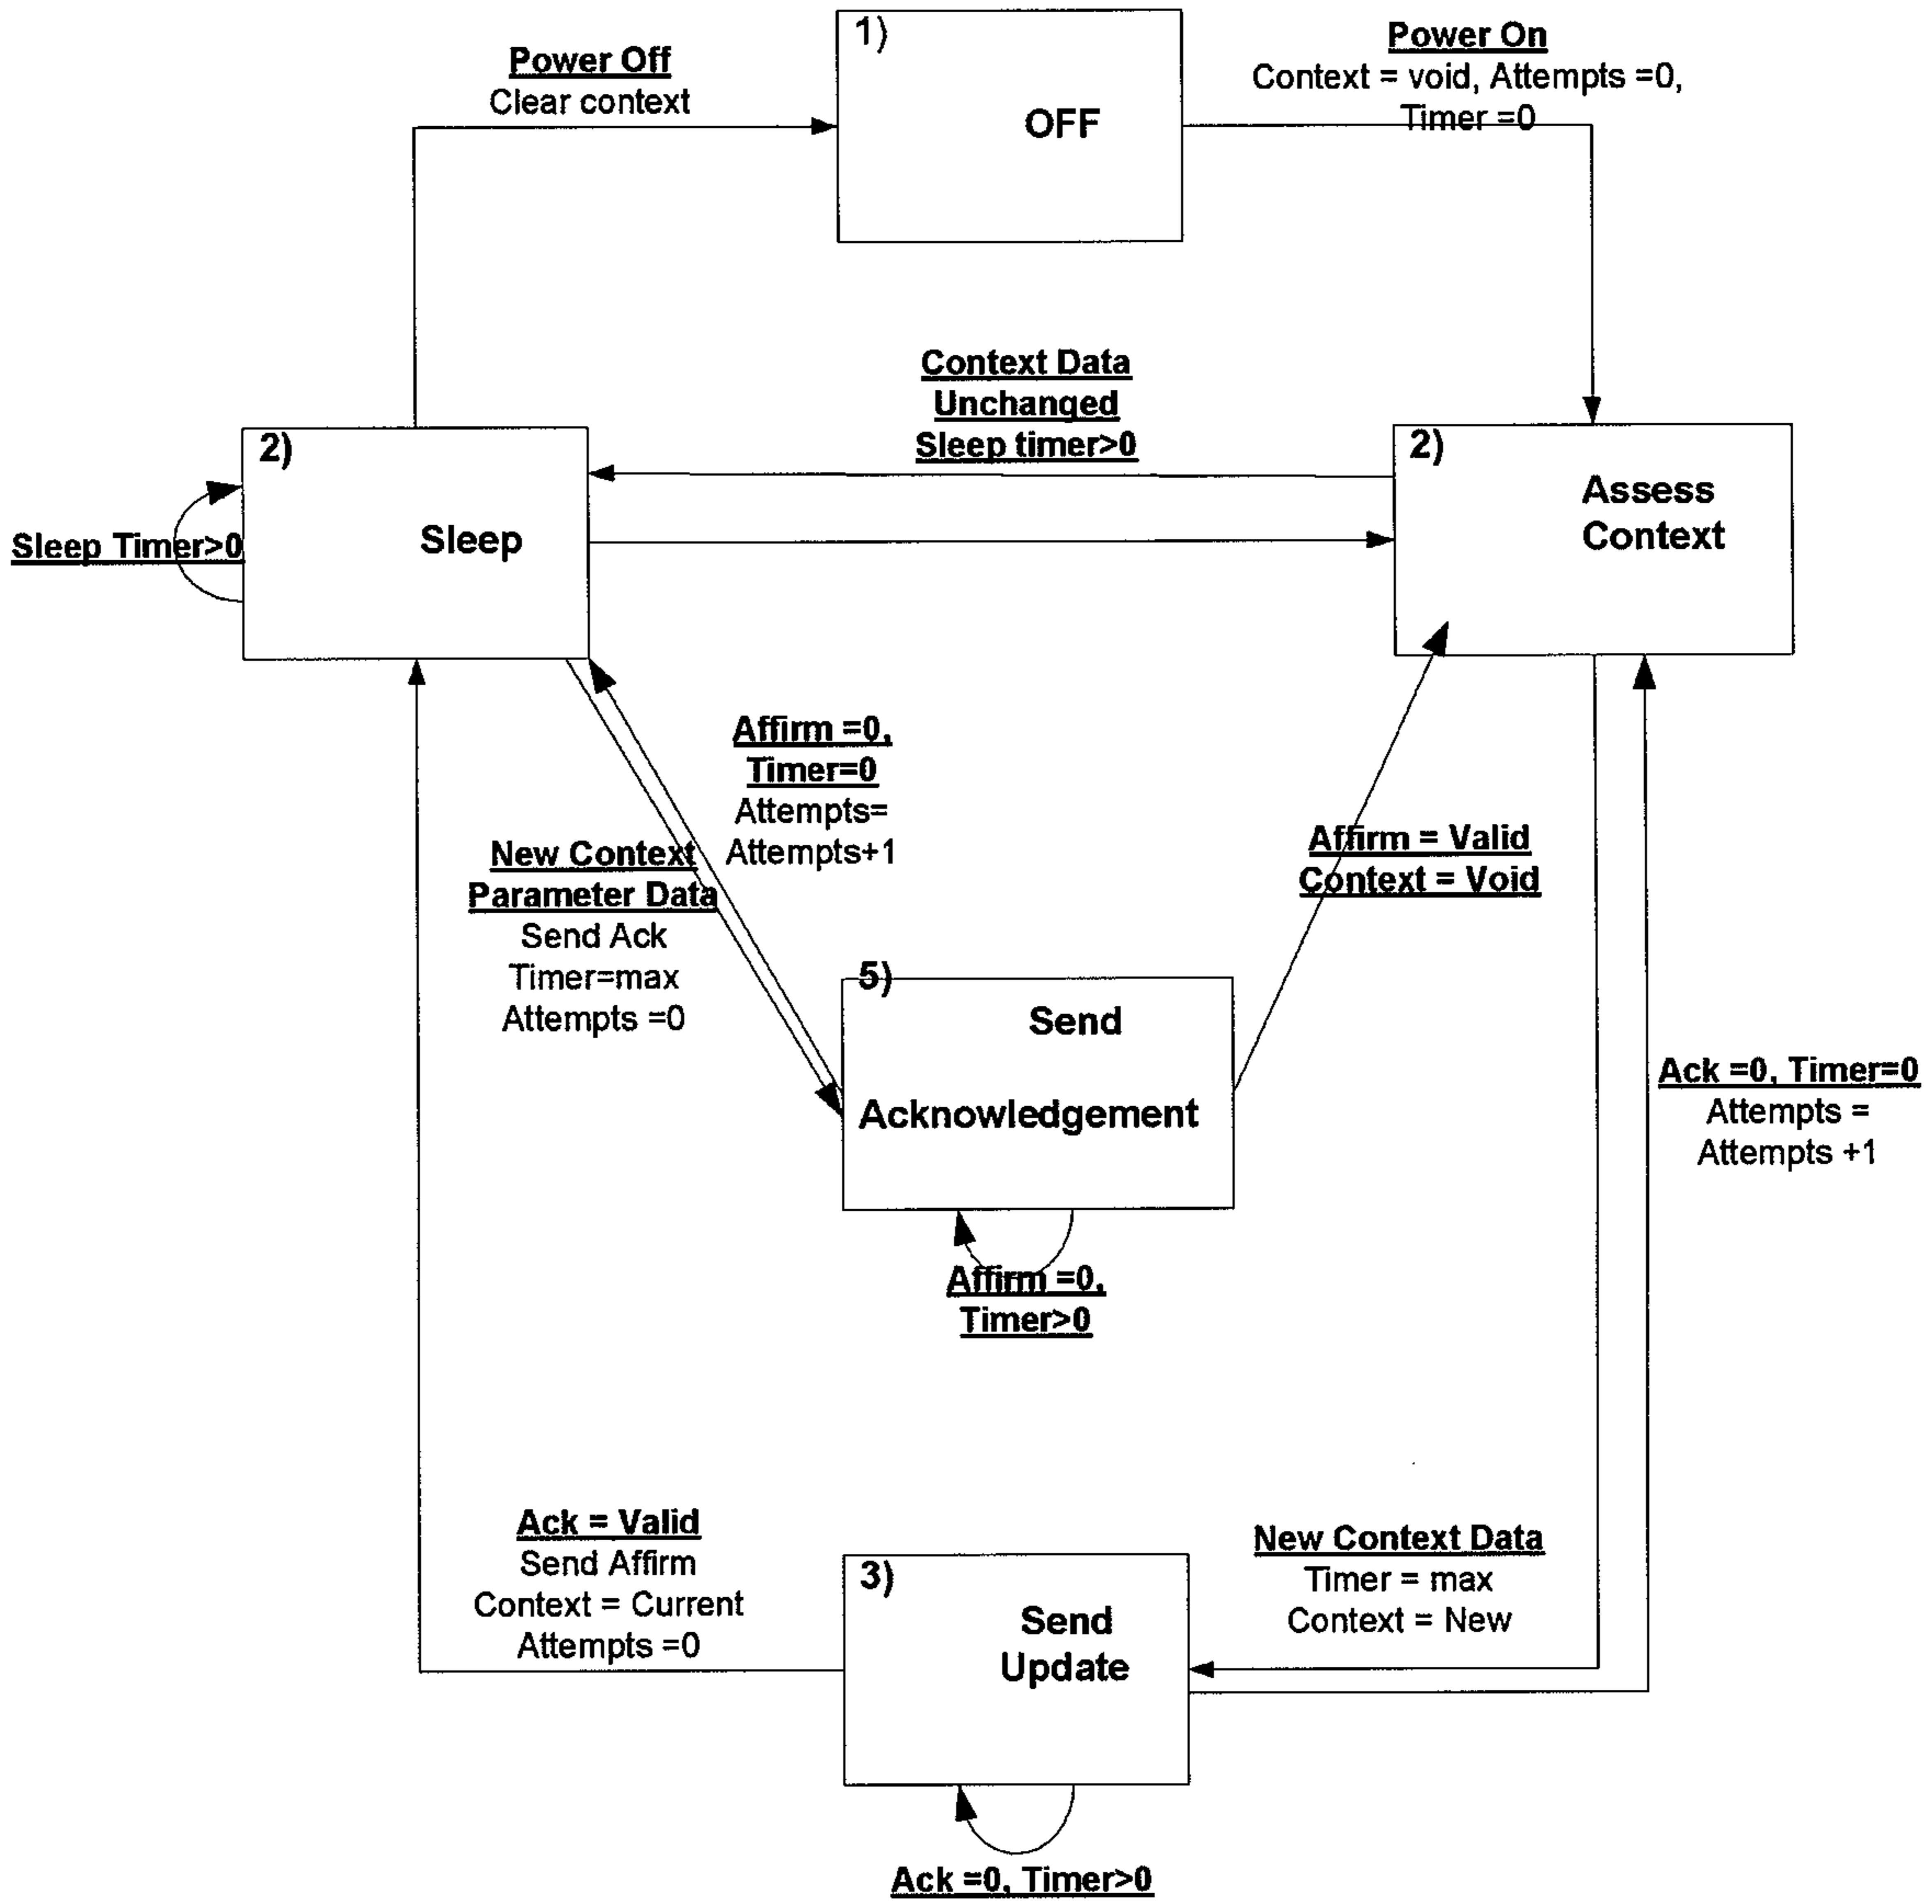 1)
OFF
Power Off
Clear context
Power On
Context = void, Attempts =0,
Timer =0
Context Data
Unchanged
Sleep timer>0
2)
Sleep
Sleep Timer>0
2)
Assess
Context
Affirm =0,
Timer=0
Attempts=
Attempts+1
New Context
Parameter Data
Send Ack
Timer=max
Attempts =0
Affirm = Valid
Context = Void
5)
Send
Acknowledgement
Affirm =0,
Timer>0
Ack =0, Timer=0
Attempts =
Attempts +1
Ack = Valid
Send Affirm
Context = Current
Attempts =0
New Context Data
Timer = max
Context = New
3)
Send
Update
Ack =0, Timer>0